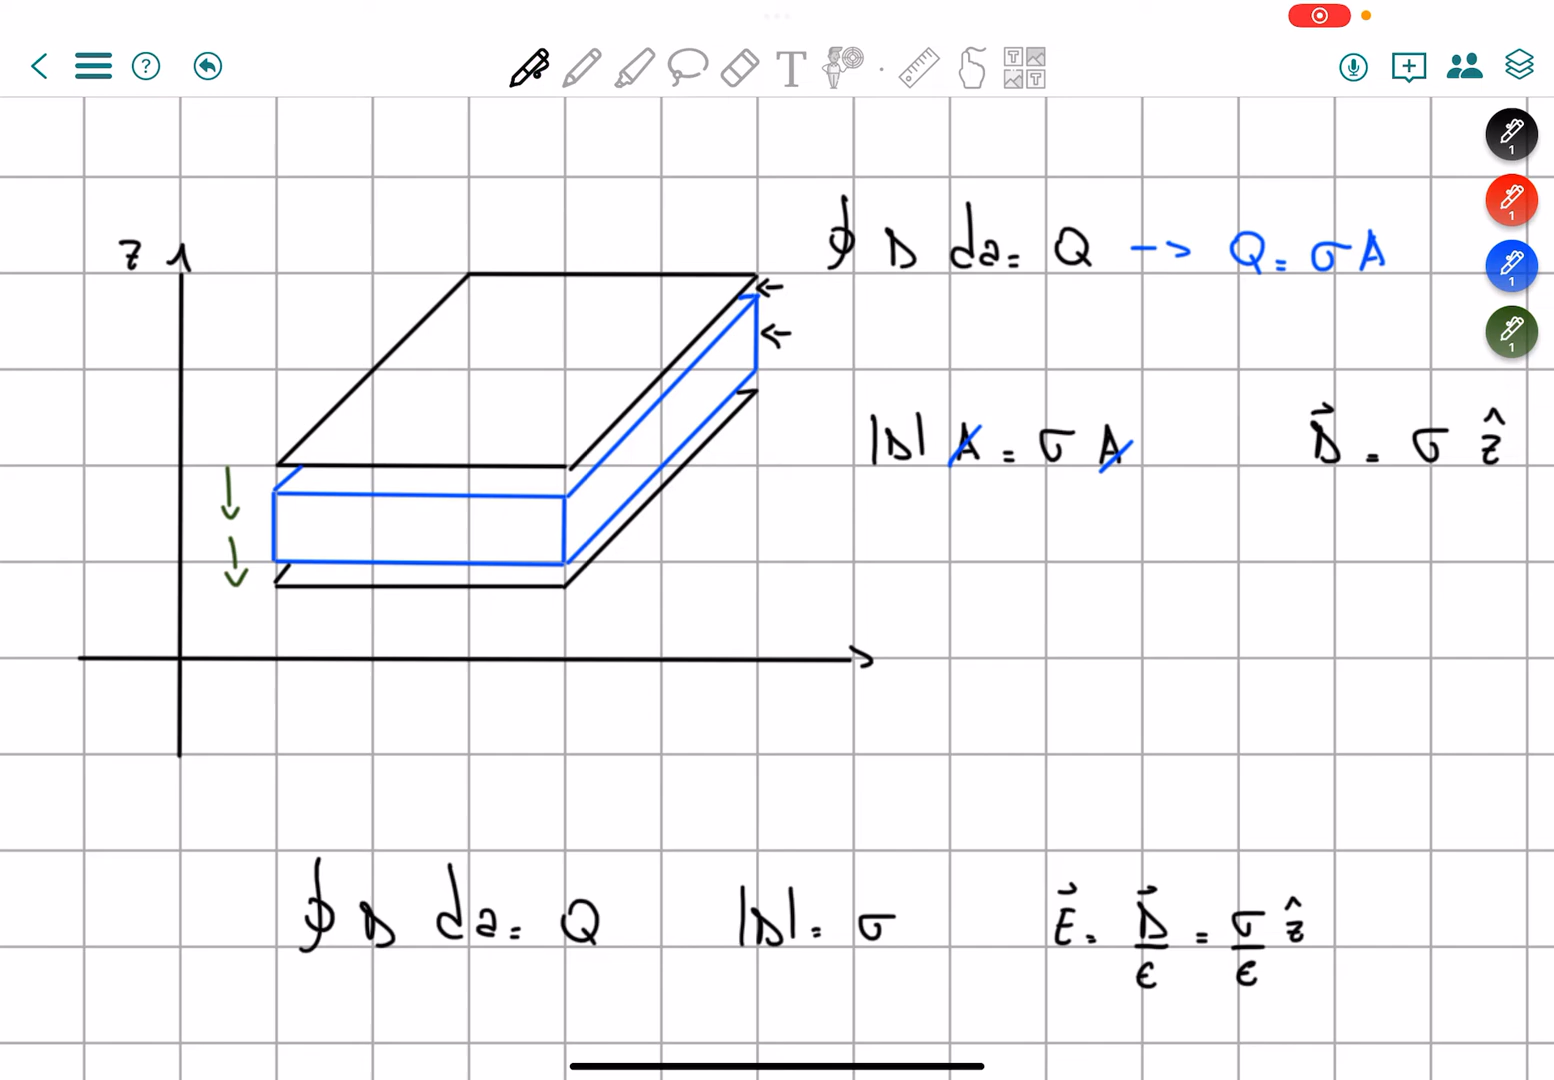 z
∮ D da = Q -> Q = σ A
|D| A = σ A
D⃗ = σ ẑ
∮ D da = Q
|D| = σ
E⃗ = D⃗/ε = σ/ε ẑ